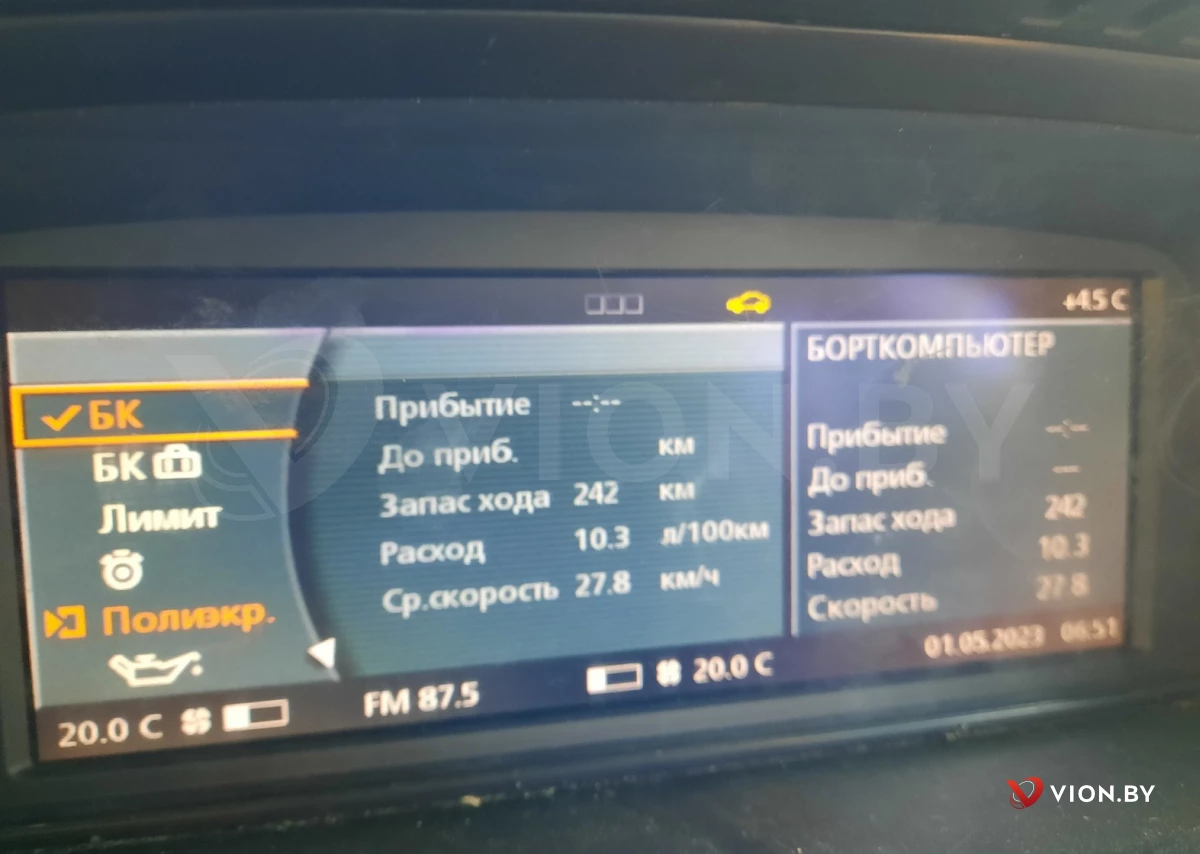 +4.5 C
БК
БК
Лимит
Полиэкр.
Прибытие --:--
До приб. км
Запас хода 242 км
Расход 10.3 л/100км
Ср.скорость 27.8 км/ч
БОРТКОМПЬЮТЕР
Прибытие --:--
До приб. ---
Запас хода 242
Расход 10.3
Скорость 27.8
01.05.2023 06:51
20.0 C
FM 87.5
20.0 C
VION.BY
VION.BY